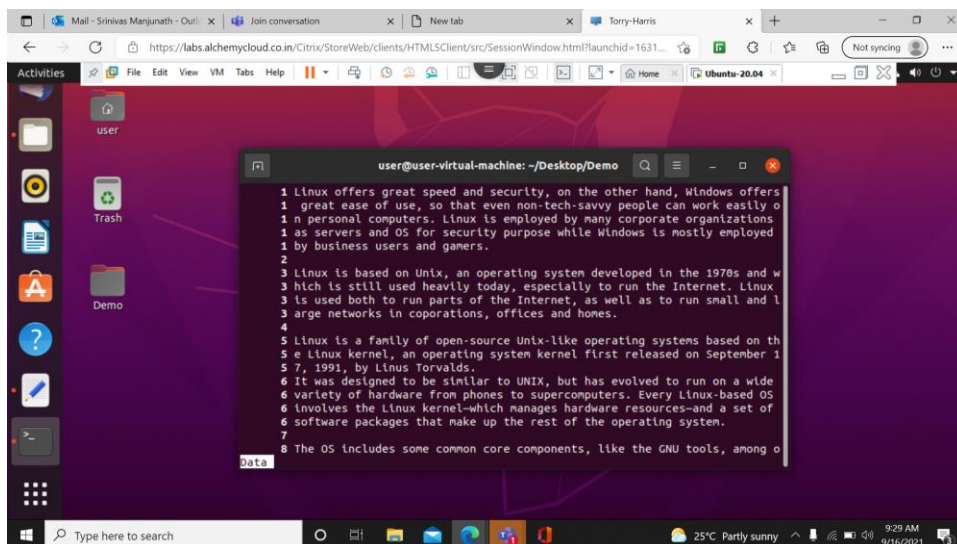 Mail - Srinivas Manjunath - Outl
Join conversation
New tab
Torry-Harris
https://labs.alchemycloud.co.in/Citrix/StoreWeb/clients/HTML5Client/src/SessionWindow.html?launchid=1631...
Not syncing
Activities
File Edit View VM Tabs Help
Home
Ubuntu-20.04
user
Trash
Demo
user@user-virtual-machine: ~/Desktop/Demo
1 Linux offers great speed and security, on the other hand, Windows offers
1 great ease of use, so that even non-tech-savvy people can work easily o
1 n personal computers. Linux is employed by many corporate organizations
1 as servers and OS for security purpose while Windows is mostly employed
1 by business users and gamers.
2
3 Linux is based on Unix, an operating system developed in the 1970s and w
3 hich is still used heavily today, especially to run the Internet. Linux
3 is used both to run parts of the Internet, as well as to run small and l
3 arge networks in coporations, offices and homes.
4
5 Linux is a family of open-source Unix-like operating systems based on th
5 e Linux kernel, an operating system kernel first released on September 1
5 7, 1991, by Linus Torvalds.
6 It was designed to be similar to UNIX, but has evolved to run on a wide
6 variety of hardware from phones to supercomputers. Every Linux-based OS
6 involves the Linux kernel—which manages hardware resources—and a set of
6 software packages that make up the rest of the operating system.
7
8 The OS includes some common core components, like the GNU tools, among o
Data
Type here to search
25°C Partly sunny
9:29 AM
9/16/2021